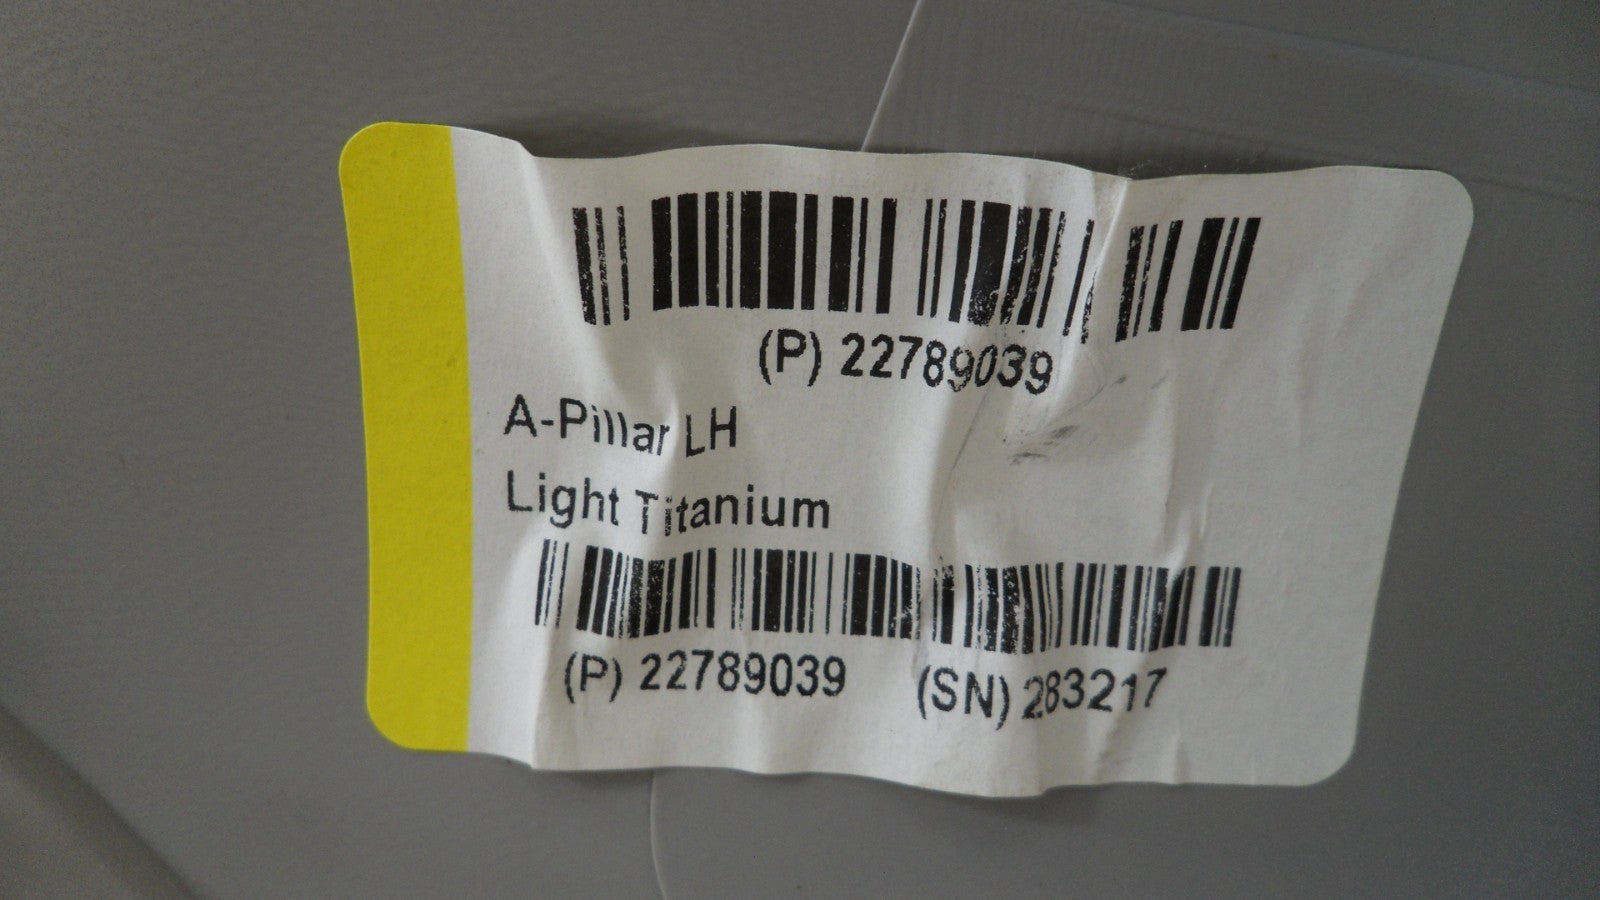 (P) 22789039
A-Pillar LH
Light Titanium
(P) 22789039 (SN) 283217